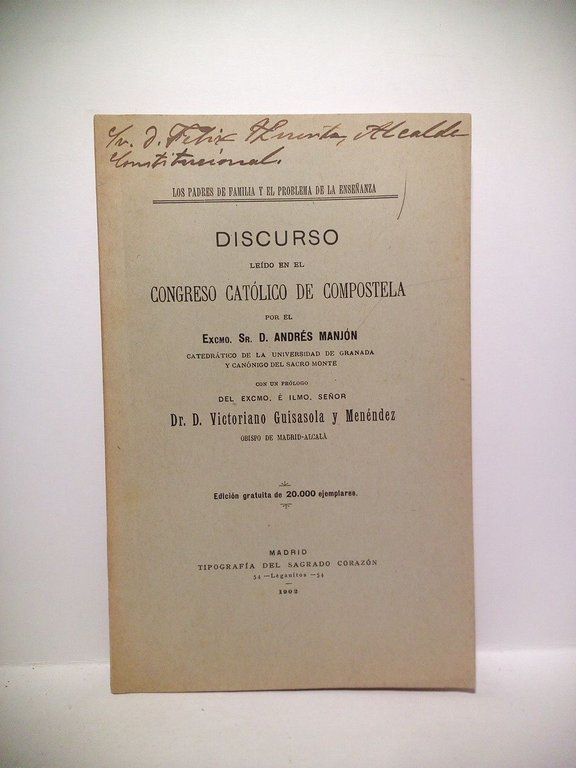 Sr. D. Felix Alcalde
Constitucional.
LOS PADRES DE FAMILIA Y EL PROBLEMA DE LA ENSEÑANZA
DISCURSO
LEÍDO EN EL
CONGRESO CATÓLICO DE COMPOSTELA
POR EL
EXCMO. SR. D. ANDRÉS MANJÓN
CATEDRÁTICO DE LA UNIVERSIDAD DE GRANADA
Y CANÓNIGO DEL SACRO MONTE
CON UN PRÓLOGO
DEL EXCMO. É ILMO. SEÑOR
Dr. D. Victoriano Guisasola y Menéndez
OBISPO DE MADRID-ALCALÁ
Edición gratuita de 20.000 ejemplares.
MADRID
TIPOGRAFÍA DEL SAGRADO CORAZÓN
54—Leganitos—54
1902